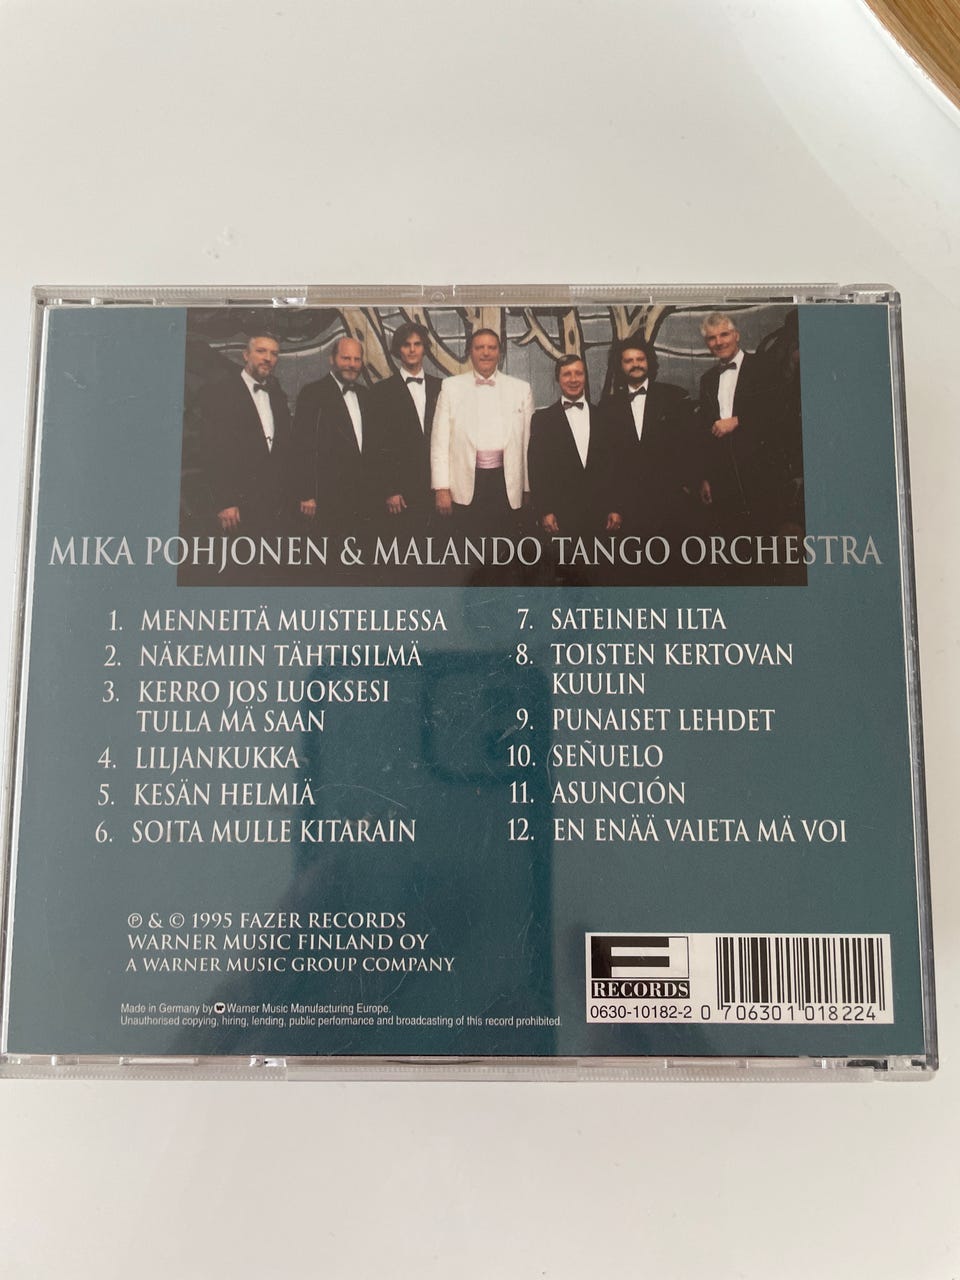 MIKA POHJONEN & MALANDO TANGO ORCHESTRA
1. MENNEITÄ MUISTELLESSA
2. NÄKEMIIN TÄHTISILMÄ
3. KERRO JOS LUOKSESI
TULLA MÄ SAAN
4. LILJANKUKKA
5. KESÄN HELMIÄ
6. SOITA MULLE KITARAIN
7. SATEINEN ILTA
8. TOISTEN KERTOVAN
KUULIN
9. PUNAISET LEHDET
10. SEÑUELO
11. ASUNCIÓN
12. EN ENÄÄ VAIETA MÄ VOI
℗ & © 1995 FAZER RECORDS
WARNER MUSIC FINLAND OY
A WARNER MUSIC GROUP COMPANY
Made in Germany by Warner Music Manufacturing Europe.
Unauthorised copying, hiring, lending, public performance and broadcasting of this record prohibited.
F
RECORDS
0630-10182-2
0 706301 018224